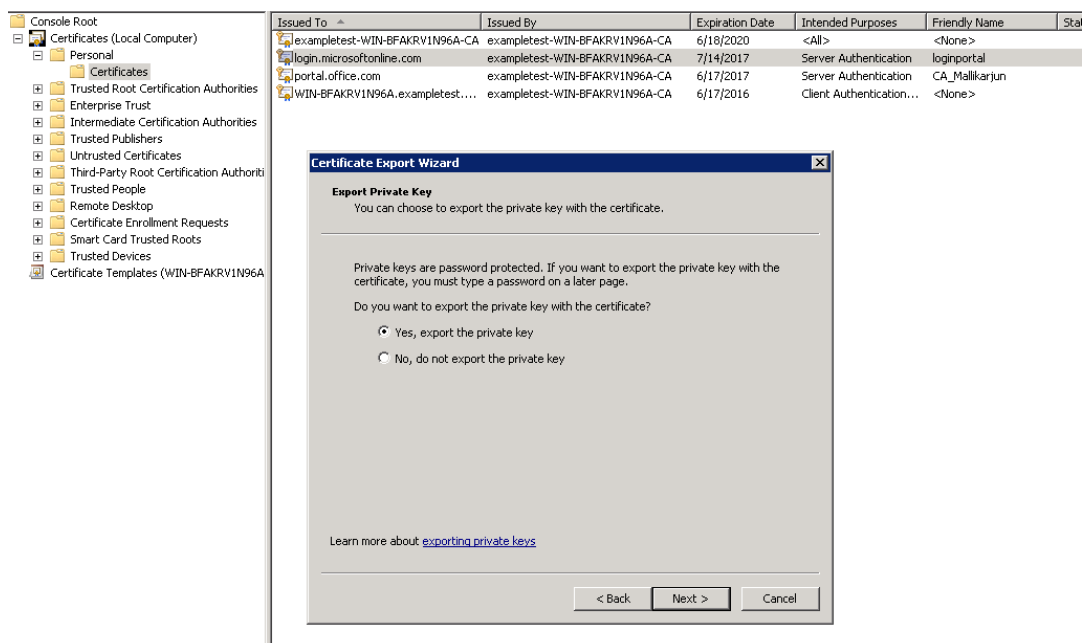 Console Root
Certificates (Local Computer)
Personal
Certificates
Trusted Root Certification Authorities
Enterprise Trust
Intermediate Certification Authorities
Trusted Publishers
Untrusted Certificates
Third-Party Root Certification Authoriti
Trusted People
Remote Desktop
Certificate Enrollment Requests
Smart Card Trusted Roots
Trusted Devices
Certificate Templates (WIN-BFAKRV1N96A
Issued To Issued By Expiration Date Intended Purposes Friendly Name Stat
exampletest-WIN-BFAKRV1N96A-CA exampletest-WIN-BFAKRV1N96A-CA 6/18/2020 <All> <None>
login.microsoftonline.com exampletest-WIN-BFAKRV1N96A-CA 7/14/2017 Server Authentication loginportal
portal.office.com exampletest-WIN-BFAKRV1N96A-CA 6/17/2017 Server Authentication CA_Mallikarjun
WIN-BFAKRV1N96A.exampletest.... exampletest-WIN-BFAKRV1N96A-CA 6/17/2016 Client Authentication... <None>
Certificate Export Wizard
Export Private Key
You can choose to export the private key with the certificate.
Private keys are password protected. If you want to export the private key with the
certificate, you must type a password on a later page.
Do you want to export the private key with the certificate?
Yes, export the private key
No, do not export the private key
Learn more about exporting private keys
< Back Next > Cancel